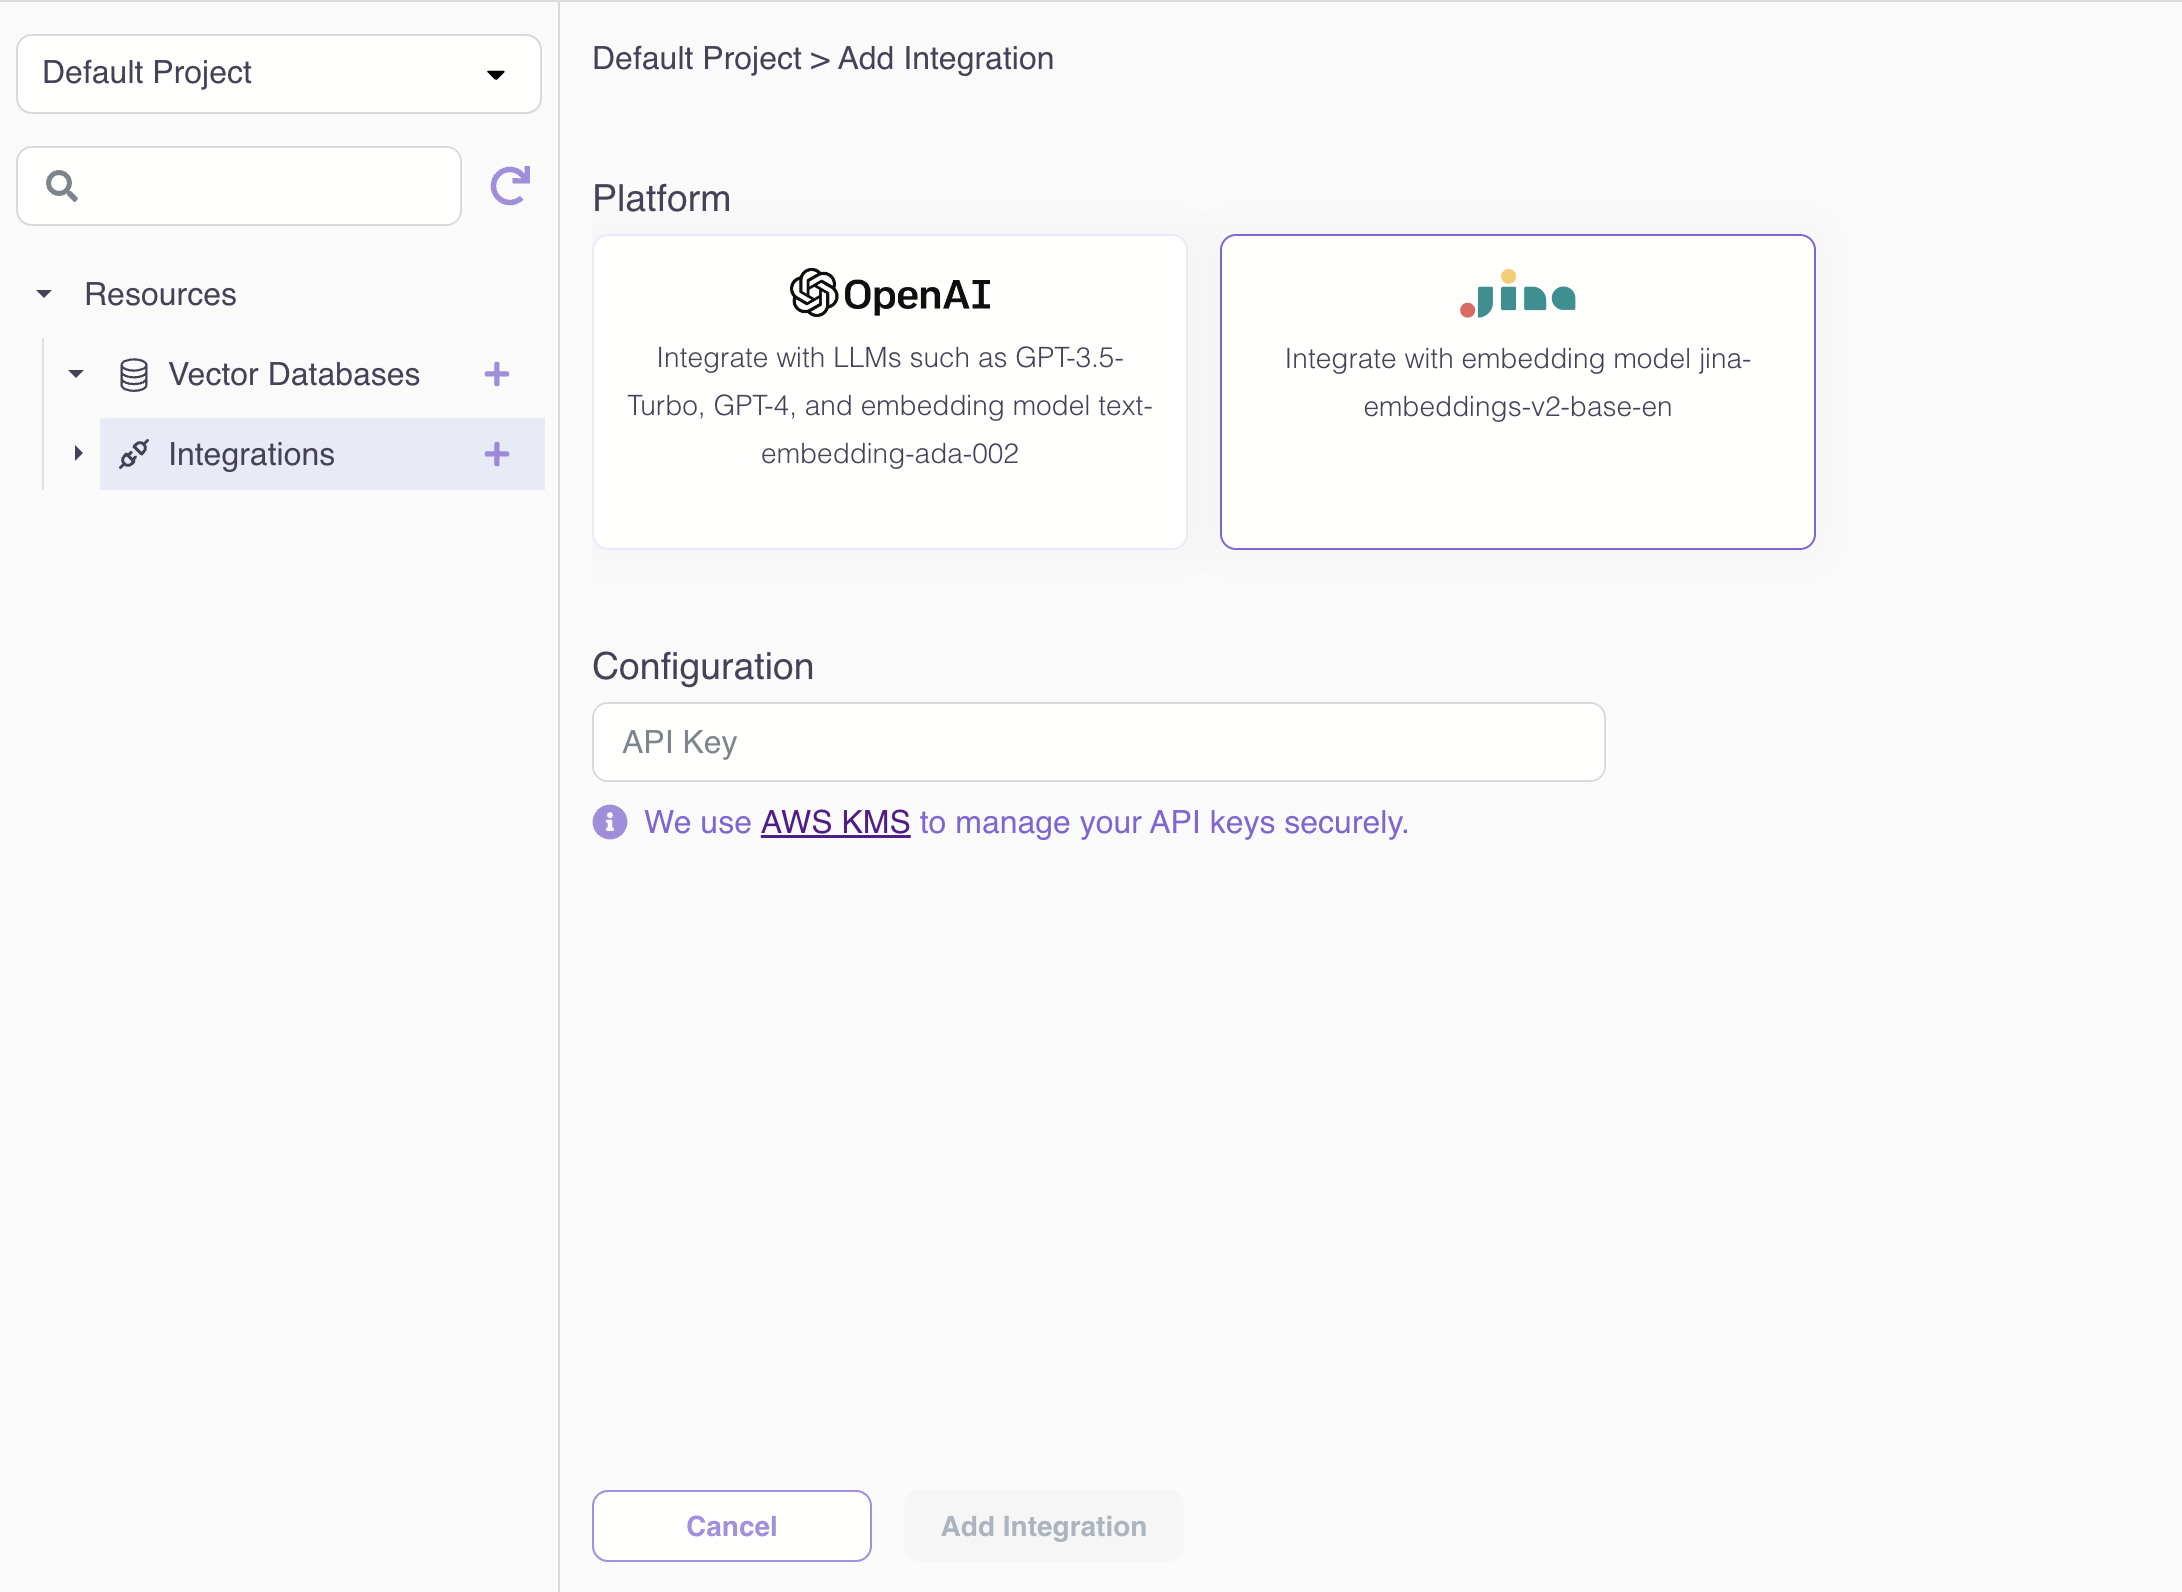 Default Project
Resources
Vector Databases
Integrations
Default Project > Add Integration
Platform
OpenAI
Integrate with LLMs such as GPT-3.5-
Turbo, GPT-4, and embedding model text-
embedding-ada-002
jina
Integrate with embedding model jina-
embeddings-v2-base-en
Configuration
API Key
We use AWS KMS to manage your API keys securely.
Cancel
Add Integration